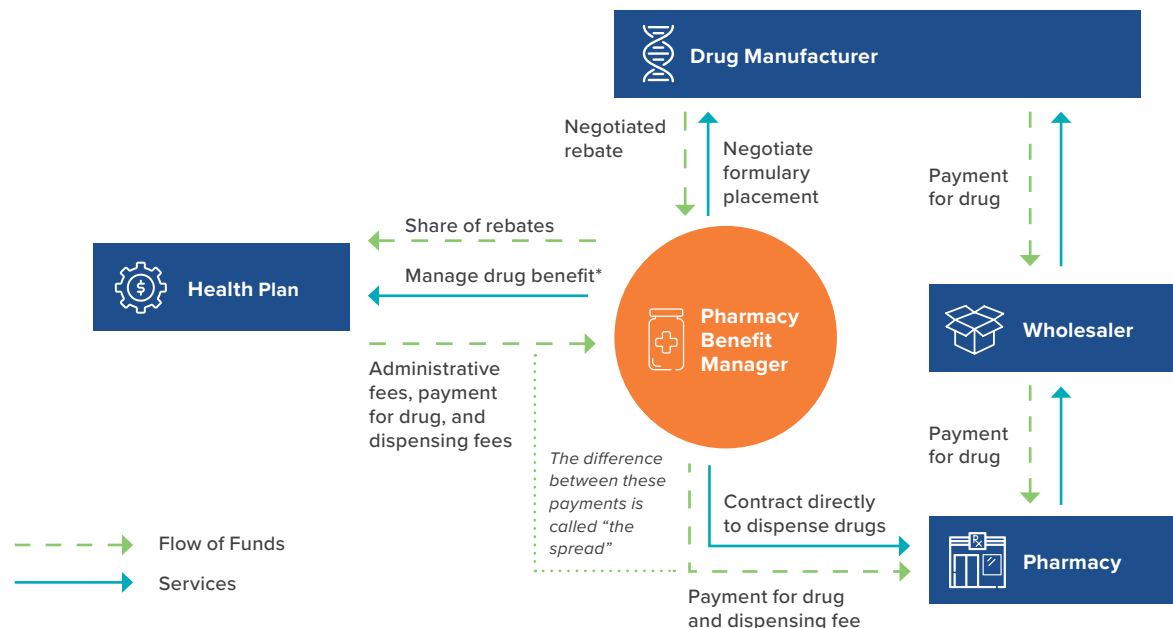 Drug Manufacturer
Negotiated
rebate
Negotiate
formulary
placement
Payment
for drug
Share of rebates
Manage drug benefit*
$
Health Plan
Pharmacy
Benefit
Manager
Wholesaler
Administrative
fees, payment
for drug, and
dispensing fees
Payment
for drug
The difference
between these
payments is
called “the
spread”
Contract directly
to dispense drugs
Flow of Funds
Services
Rx
Pharmacy
Payment for drug
and dispensing fee